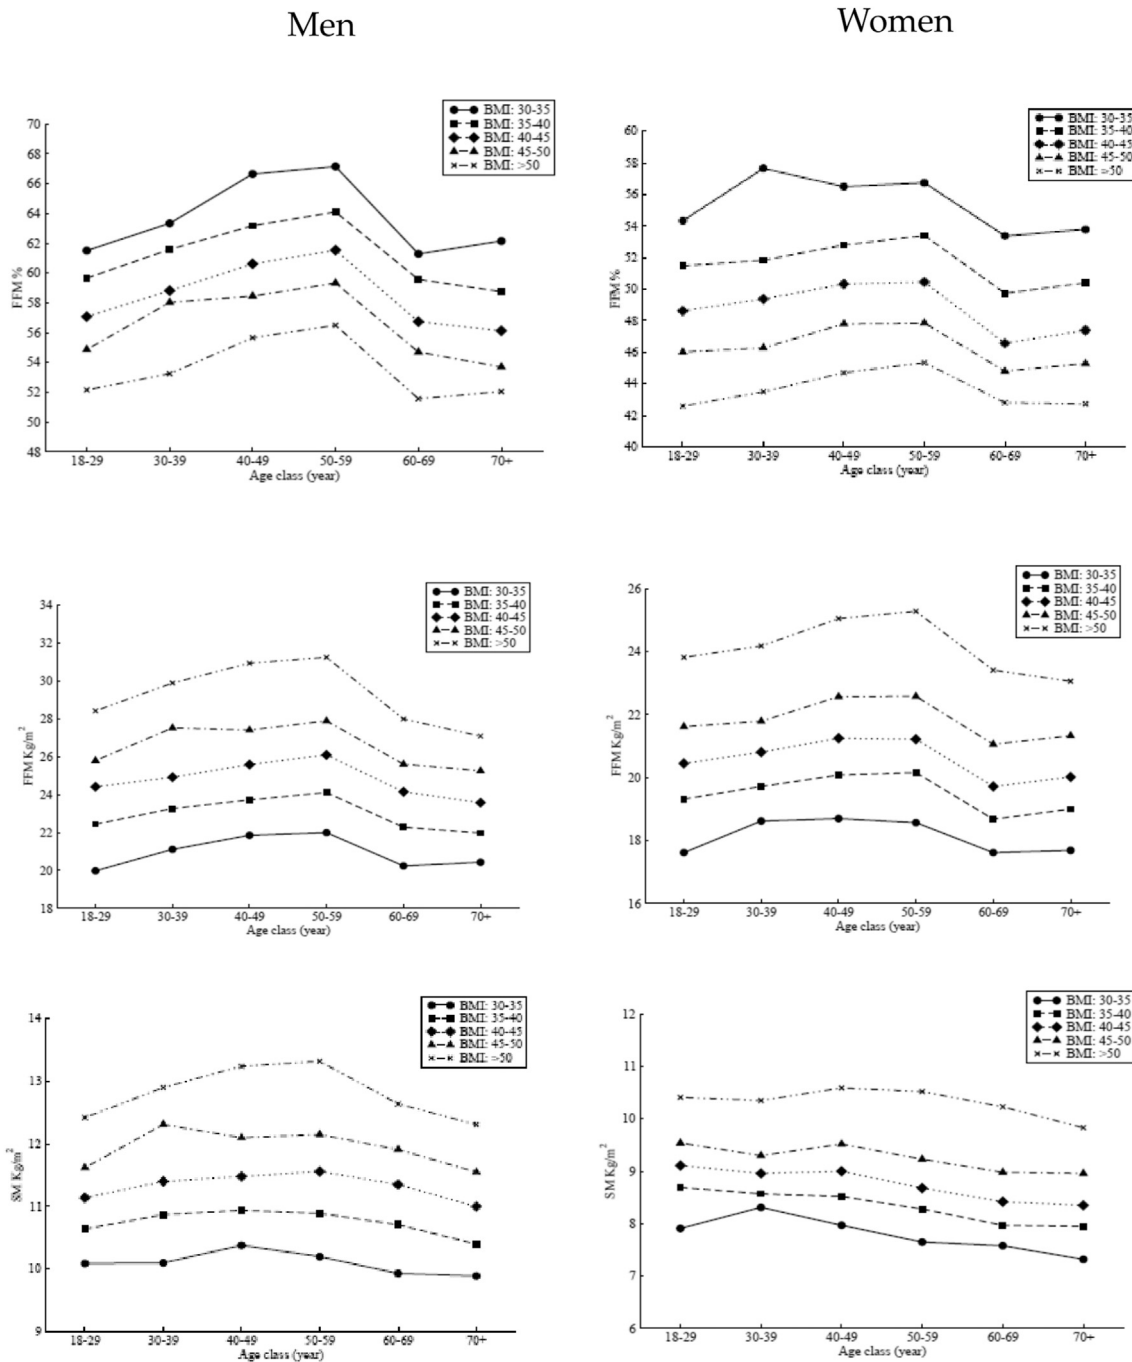 Men
Women
BMI: 30-35
BMI: 35-40
BMI: 40-45
BMI: 45-50
BMI: >50
70
68
66
64
62
60
58
56
54
52
50
48
FFM %
18-29 30-39 40-49 50-59 60-69 70+
Age class (year)
BMI: 30-35
BMI: 35-40
BMI: 40-45
BMI: 45-50
BMI: >50
60
58
56
54
52
50
48
46
44
42
40
FFM %
18-29 30-39 40-49 50-59 60-69 70+
Age class (year)
BMI: 30-35
BMI: 35-40
BMI: 40-45
BMI: 45-50
BMI: >50
34
32
30
28
26
24
22
20
18
FFM Kg/m²
18-29 30-39 40-49 50-59 60-69 70+
Age class (year)
BMI: 30-35
BMI: 35-40
BMI: 40-45
BMI: 45-50
BMI: >50
26
24
22
20
18
16
FFM Kg/m²
18-29 30-39 40-49 50-59 60-69 70+
Age class (year)
BMI: 30-35
BMI: 35-40
BMI: 40-45
BMI: 45-50
BMI: >50
14
13
12
11
10
9
SM Kg/m²
18-29 30-39 40-49 50-59 60-69 70+
Age class (year)
BMI: 30-35
BMI: 35-40
BMI: 40-45
BMI: 45-50
BMI: >50
12
11
10
9
8
7
6
SM Kg/m²
18-29 30-39 40-49 50-59 60-69 70+
Age class (year)